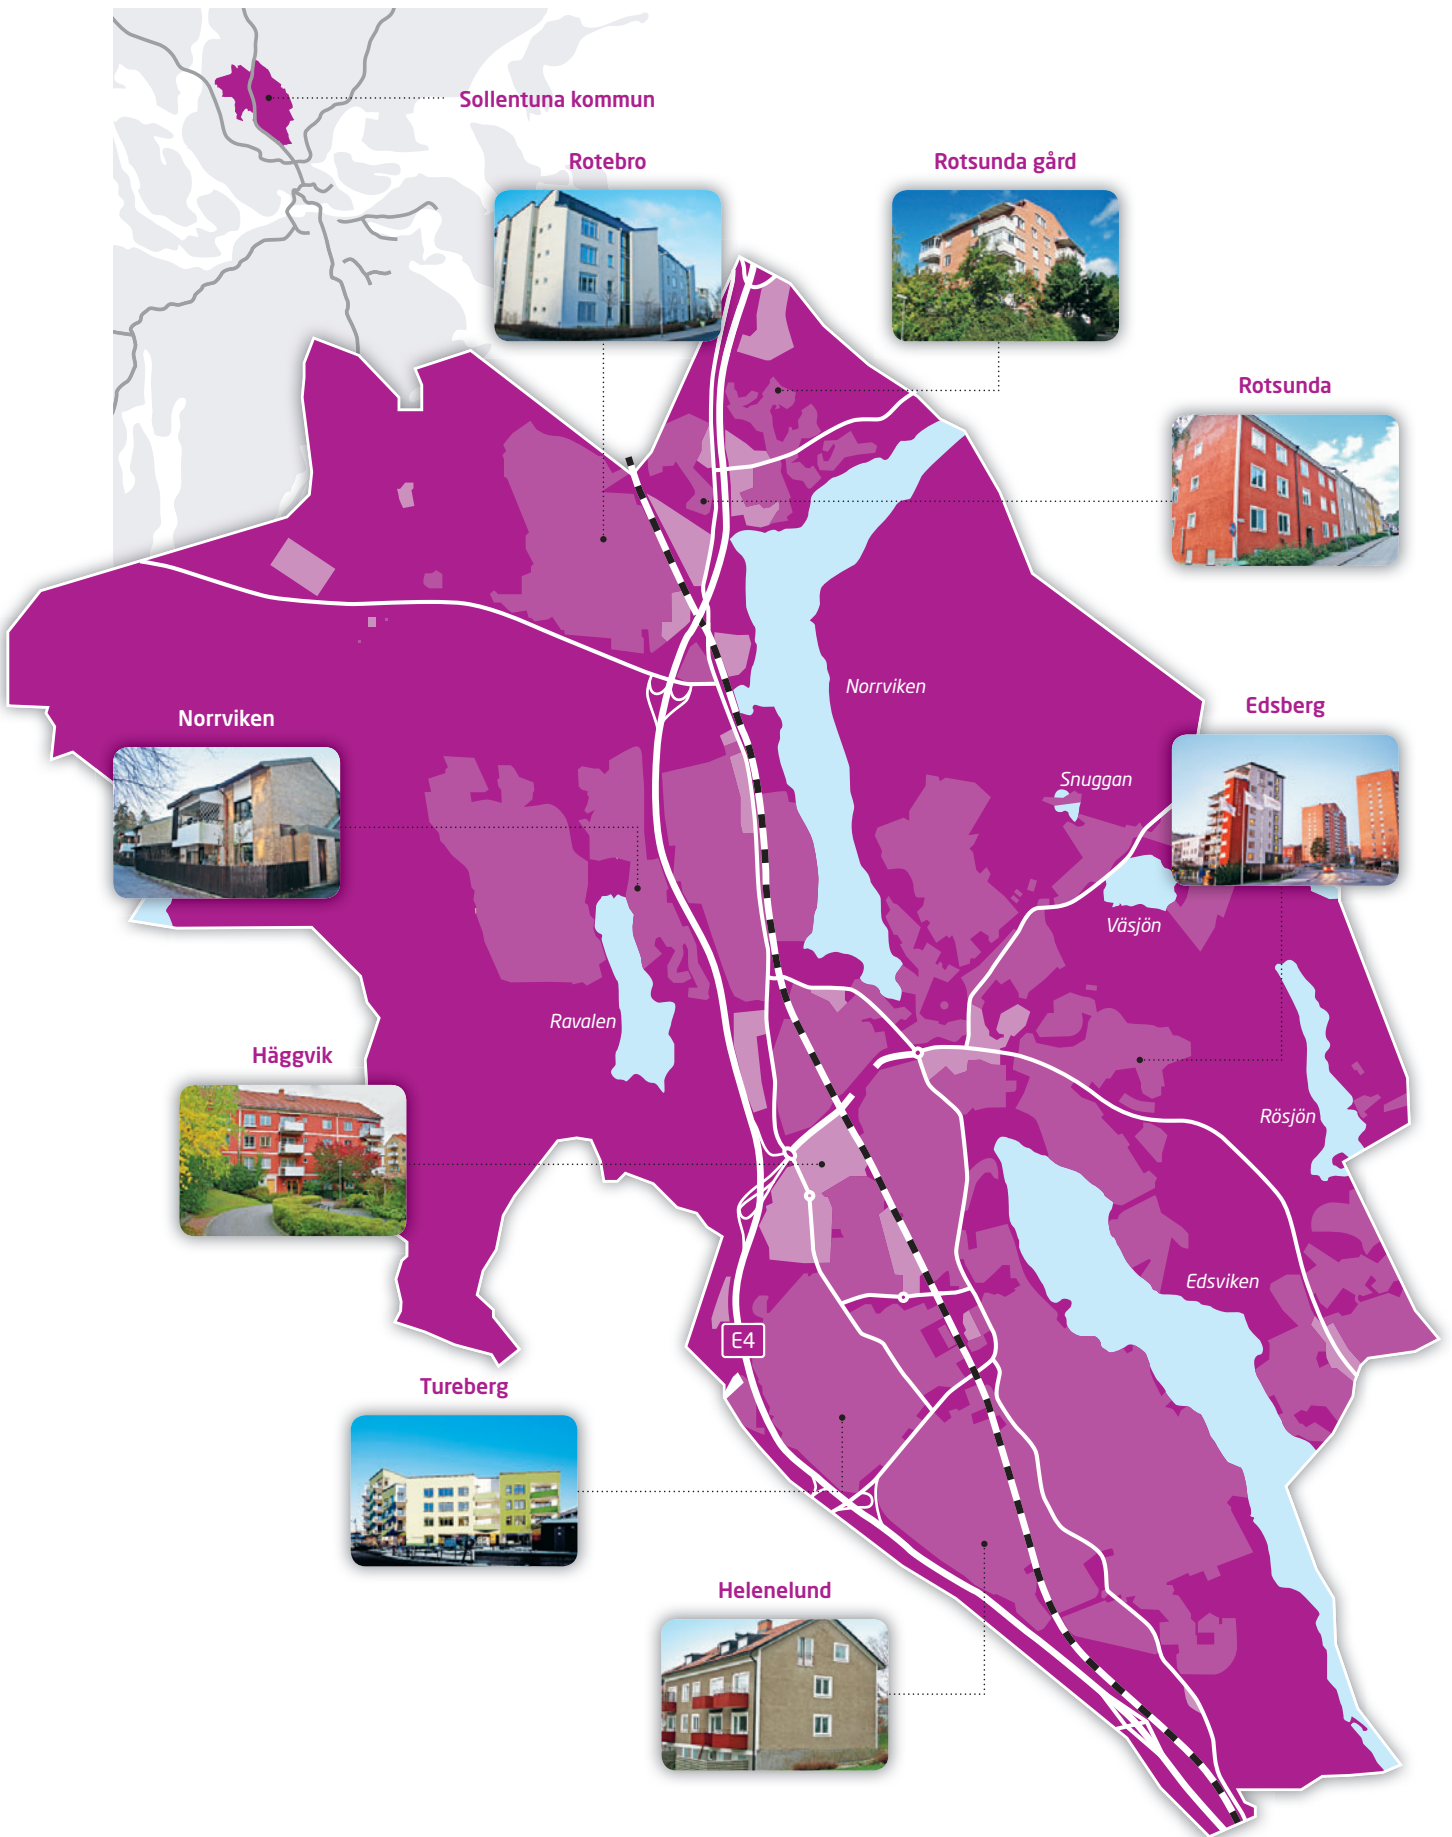 Sollentuna kommun
Rotebro
Rotsunda gård
Rotsunda
Norrviken
Edsberg
Norrviken
Snuggan
Väsjön
Ravalen
Häggvik
Rösjön
Edsviken
E4
Tureberg
Helenelund